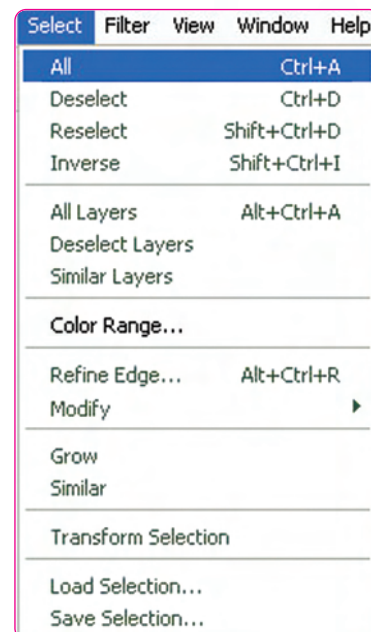 Select Filter View Window Help
All Ctrl+A
Deselect Ctrl+D
Reselect Shift+Ctrl+D
Inverse Shift+Ctrl+I
All Layers Alt+Ctrl+A
Deselect Layers
Similar Layers
Color Range...
Refine Edge... Alt+Ctrl+R
Modify
Grow
Similar
Transform Selection
Load Selection...
Save Selection...